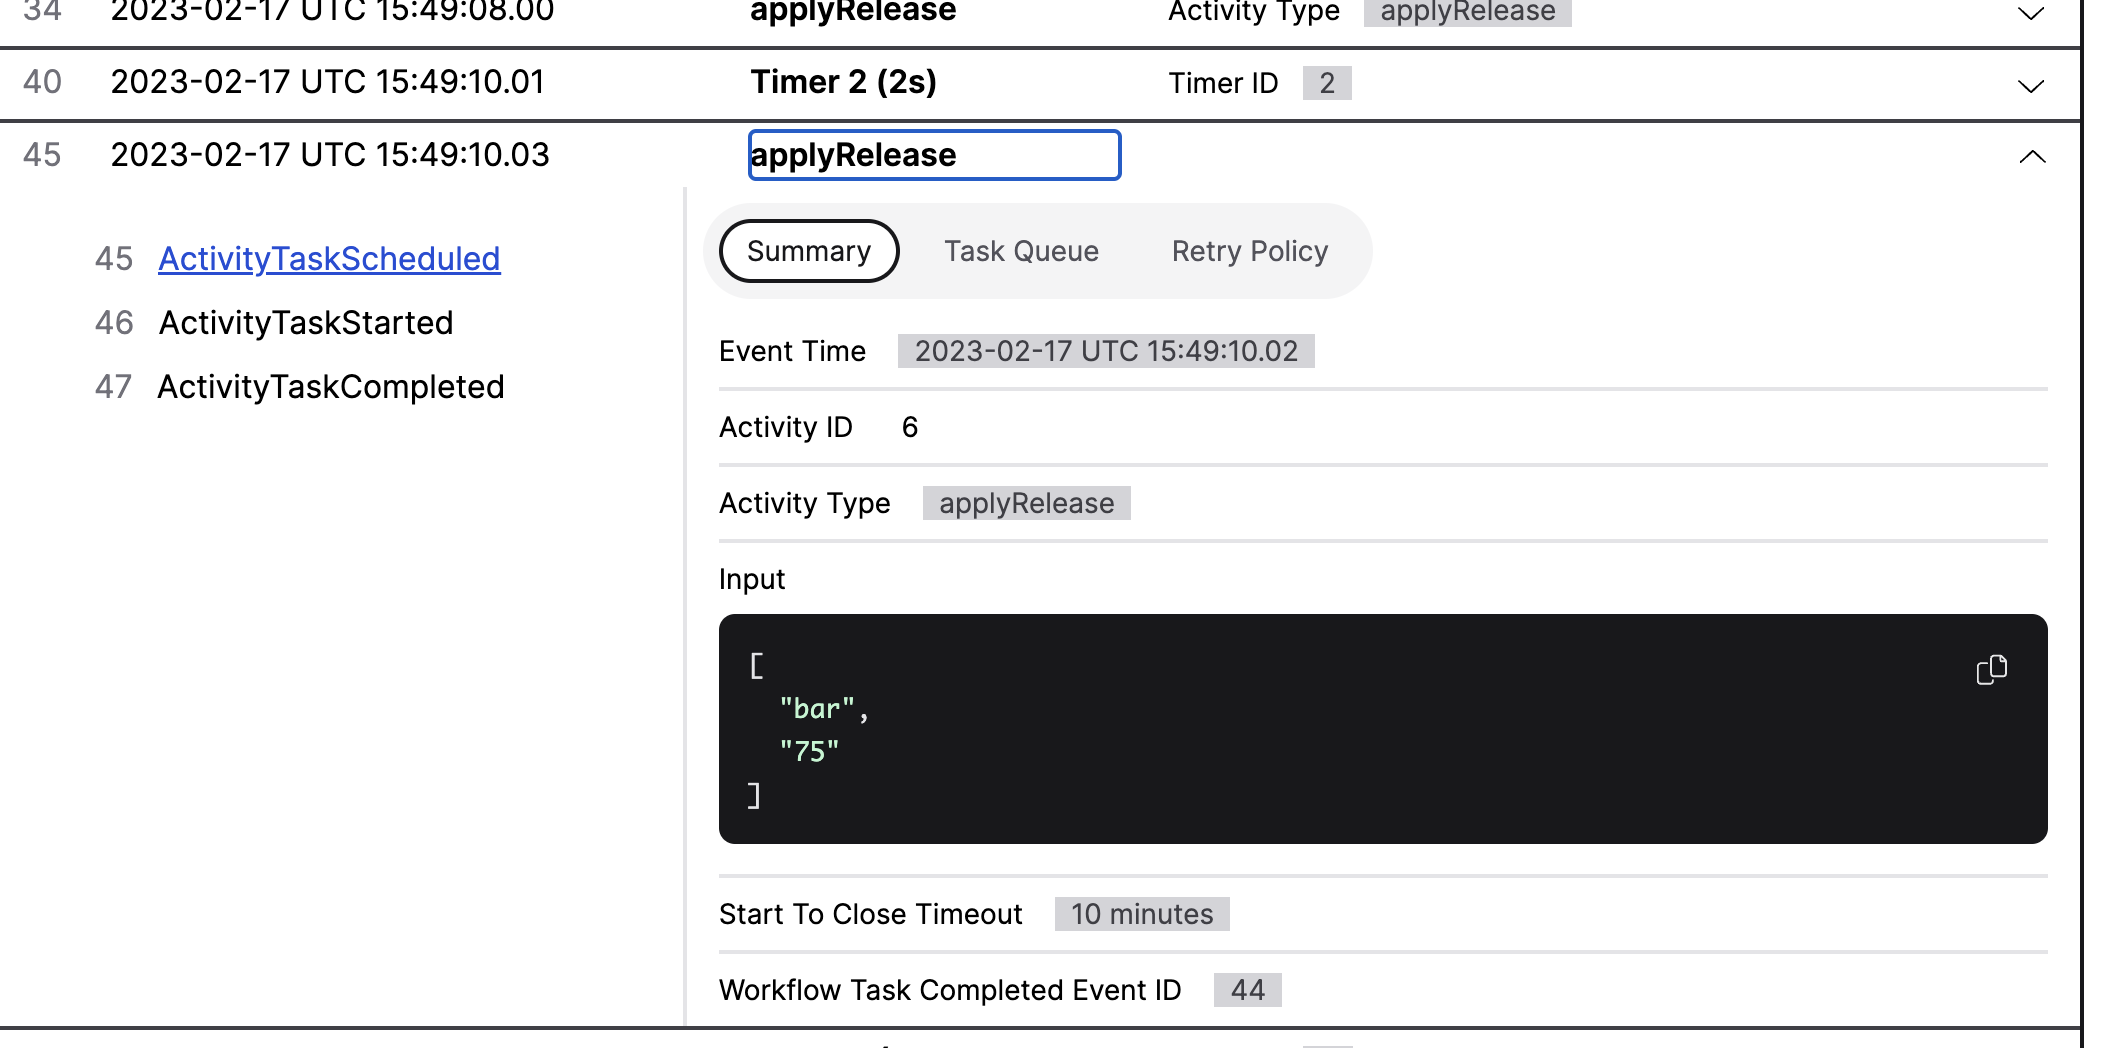 34 2023-02-17 UTC 15:49:08.00 applyRelease Activity Type applyRelease
40 2023-02-17 UTC 15:49:10.01 Timer 2 (2s) Timer ID 2
45 2023-02-17 UTC 15:49:10.03 applyRelease
45 ActivityTaskScheduled
46 ActivityTaskStarted
47 ActivityTaskCompleted
Summary Task Queue Retry Policy
Event Time 2023-02-17 UTC 15:49:10.02
Activity ID 6
Activity Type applyRelease
Input
[
"bar",
"75"
]
Start To Close Timeout 10 minutes
Workflow Task Completed Event ID 44